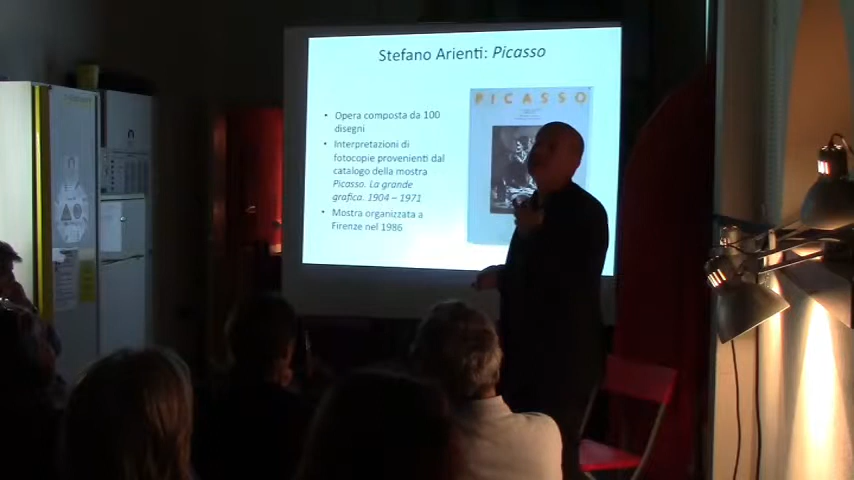 Stefano Arienti: Picasso
• Opera composta da 100
disegni
• Interpretazioni di
fotocopie provenienti dal
catalogo della mostra
Picasso. La grande
grafica. 1904 – 1971
• Mostra organizzata a
Firenze nel 1986
PICASSO